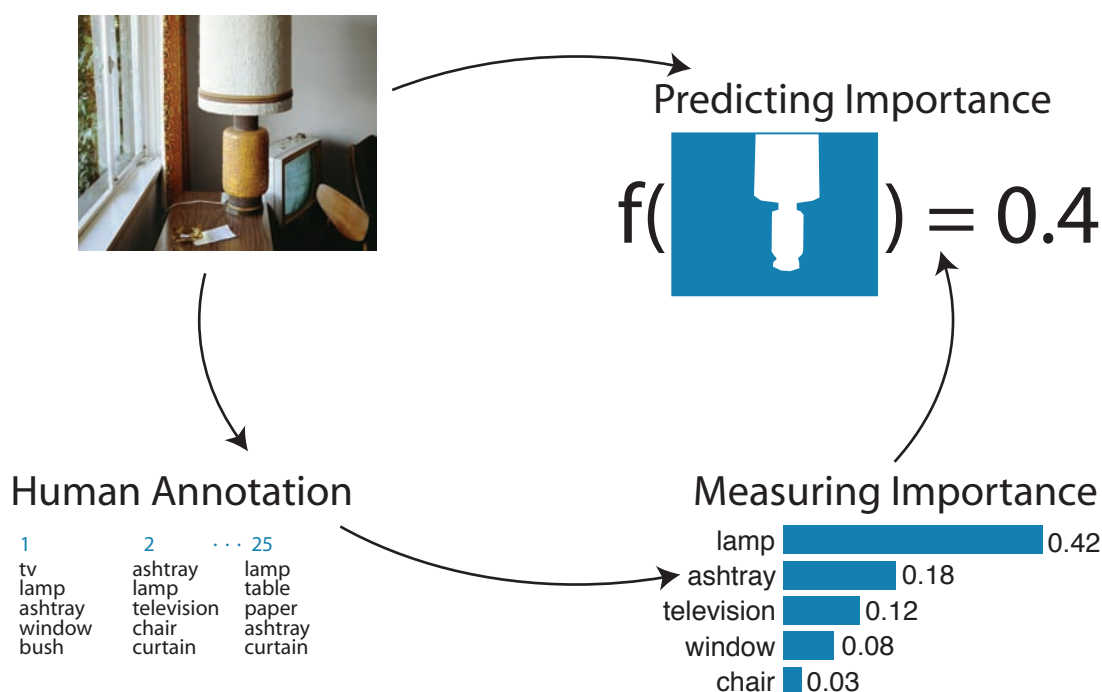 Predicting Importance
f( ) = 0.4
Human Annotation
1 2 · · · 25
tv ashtray lamp
lamp lamp table
ashtray television paper
window chair ashtray
bush curtain curtain
Measuring Importance
lamp 0.42
ashtray 0.18
television 0.12
window 0.08
chair 0.03